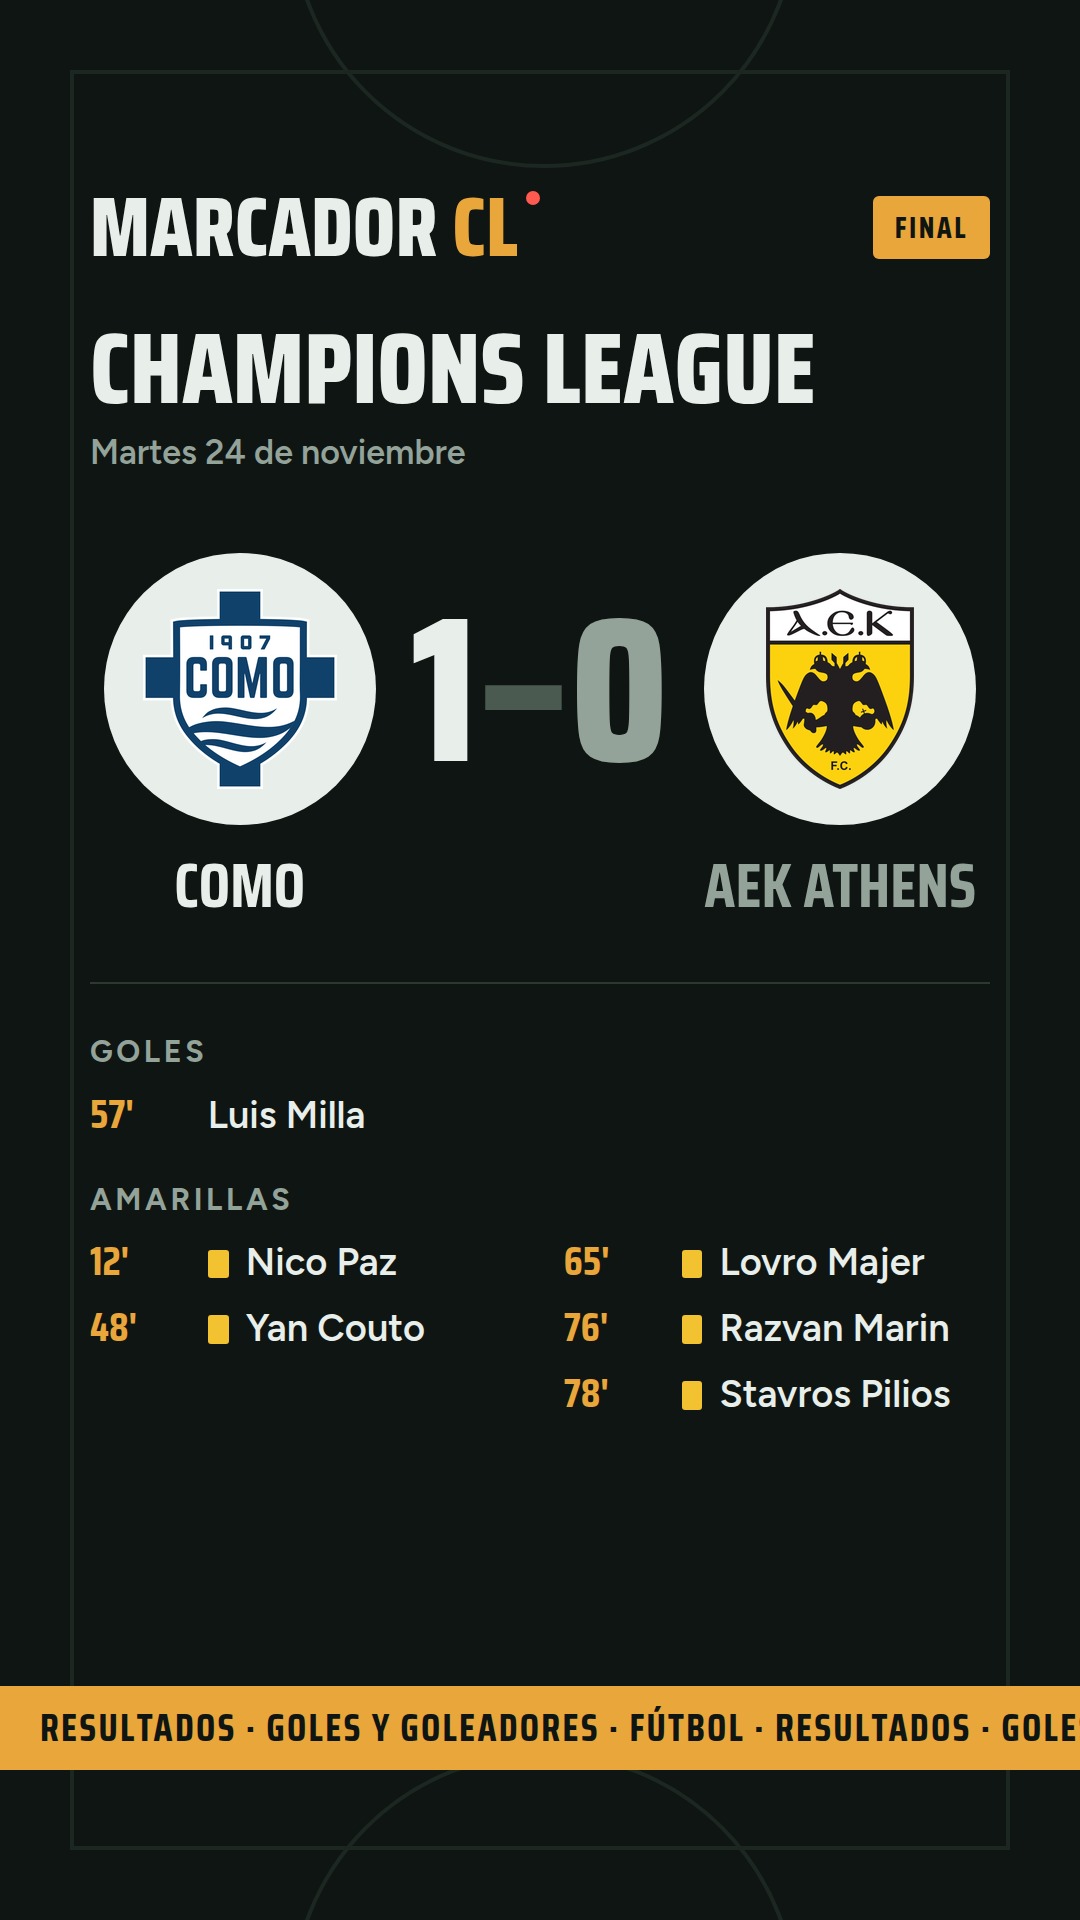 MARCADOR CL
FINAL
CHAMPIONS LEAGUE
Martes 24 de noviembre
1907
COMO
1–0
A.E.K
F.C.
COMO
AEK ATHENS
GOLES
57' Luis Milla
AMARILLAS
12' Nico Paz
65' Lovro Majer
48' Yan Couto
76' Razvan Marin
78' Stavros Pilios
RESULTADOS · GOLES Y GOLEADORES · FÚTBOL · RESULTADOS · GOLES